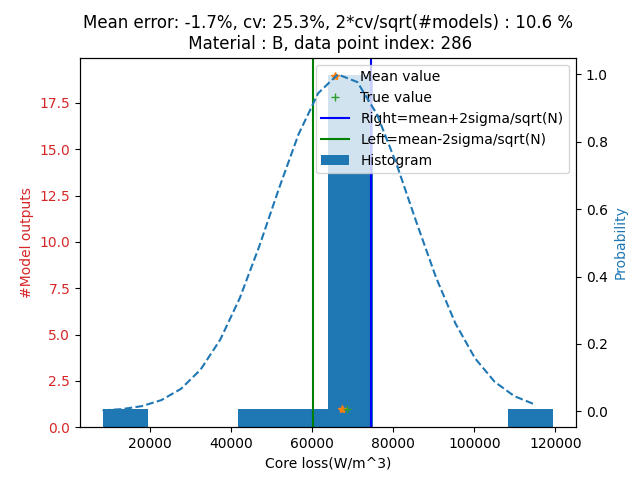 Mean error: -1.7%, cv: 25.3%, 2*cv/sqrt(#models) : 10.6 %
Material : B, data point index: 286
Mean value
True value
Right=mean+2sigma/sqrt(N)
Left=mean-2sigma/sqrt(N)
Histogram
#Model outputs
17.5
15.0
12.5
10.0
7.5
5.0
2.5
0.0
1.0
0.8
0.6
0.4
0.2
0.0
Probability
20000 40000 60000 80000 100000 120000
Core loss(W/m^3)